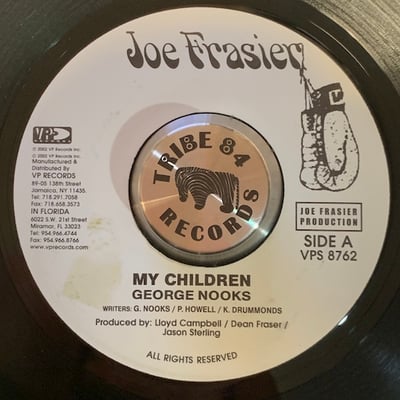 Joe Frasier
VP
℗ 2002 VP Records Inc.
© 2002 VP Records Inc.
Manufactured and
Distributed By
VP RECORDS
89-05 138th Street
Jamaica, NY 11435.
Tel: 718 291.7058
Fax: 718.658.3573
IN FLORIDA
6022 S.W. 21st Street
Miramar, FL 33023
Tel: 954.966.4744
Fax: 954.966.8766
www.vprecords.com
TRIBE 84
RECORDS
JOE FRASIER
PRODUCTION
SIDE A
VPS 8762
MY CHILDREN
GEORGE NOOKS
WRITERS: G. NOOKS / P. HOWELL / K. DRUMMONDS
Produced by: Lloyd Campbell / Dean Fraser /
Jason Sterling
ALL RIGHTS RESERVED